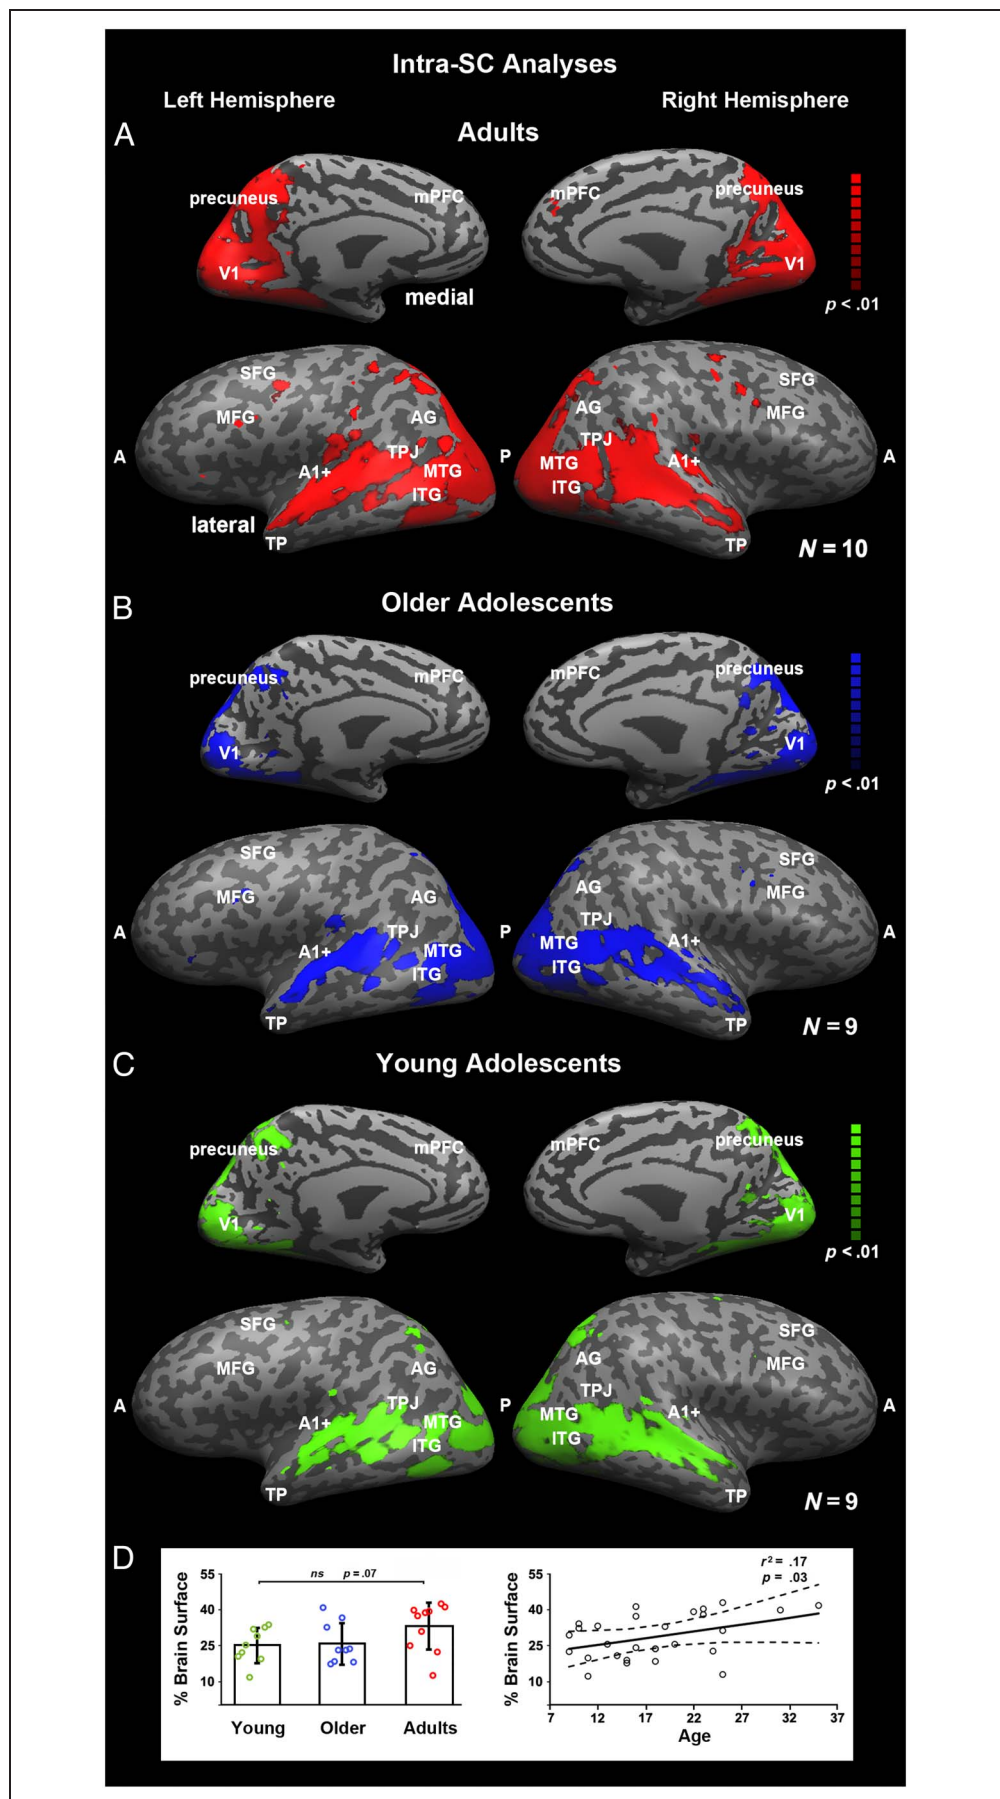 Intra-SC Analyses
Left Hemisphere Right Hemisphere
A Adults
precuneus mPFC mPFC precuneus
V1 V1
medial
p < .01
SFG SFG
MFG AG AG MFG
A A1+ TPJ MTG P TPJ MTG A1+ A
ITG ITG
lateral
TP TP
N = 10
B Older Adolescents
precuneus mPFC mPFC precuneus
V1 V1
p < .01
SFG SFG
MFG AG AG MFG
A A1+ TPJ MTG P TPJ MTG A1+ A
ITG ITG
TP TP
N = 9
C Young Adolescents
precuneus mPFC mPFC precuneus
V1 V1
p < .01
SFG SFG
MFG AG AG MFG
A A1+ TPJ MTG P TPJ MTG A1+ A
ITG ITG
TP TP
N = 9
D
% Brain Surface
55
40
25
10
ns p = .07
Young Older Adults
% Brain Surface
55
40
25
10
r² = .17
p = .03
7 12 17 22 27 32 37
Age